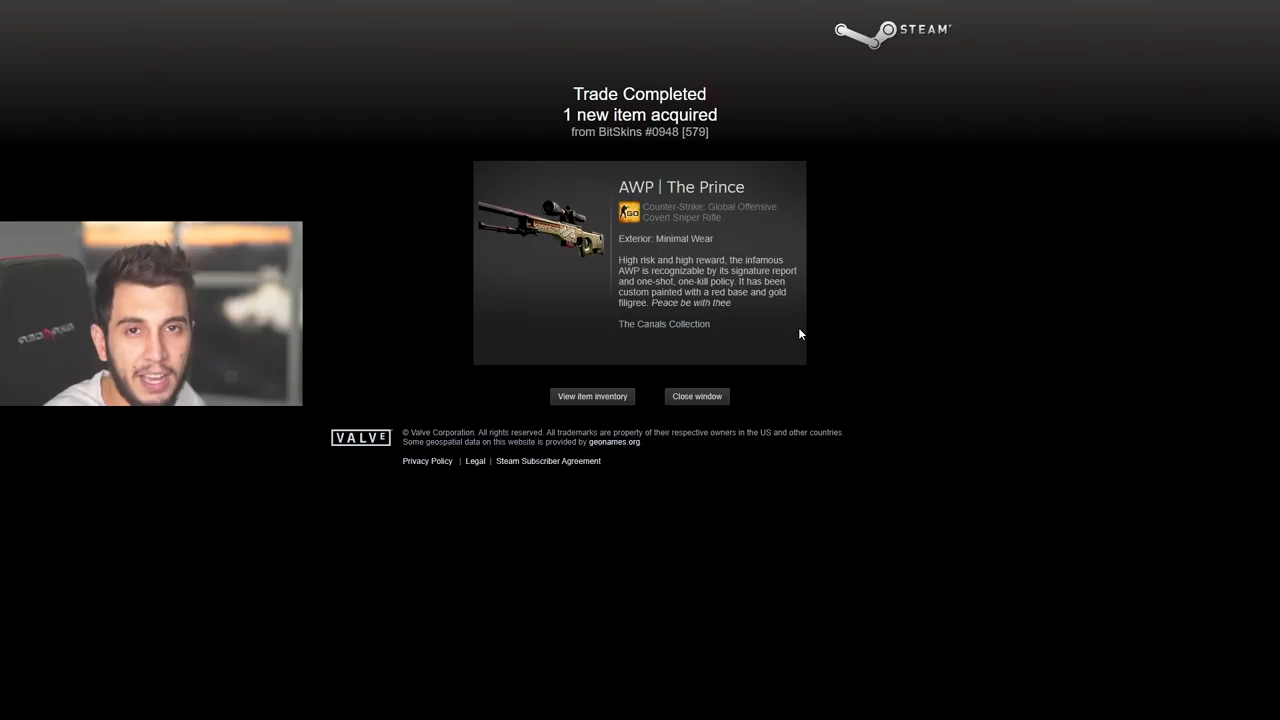 STEAM
Trade Completed
1 new item acquired
from BitSkins #0948 [579]
AWP | The Prince
GO
Counter-Strike: Global Offensive
Covert Sniper Rifle
Exterior: Minimal Wear
High risk and high reward, the infamous
AWP is recognizable by its signature report
and one-shot, one-kill policy. It has been
custom painted with a red base and gold
filigree. Peace be with thee
The Canals Collection
View item inventory
Close window
VALVE
© Valve Corporation. All rights reserved. All trademarks are property of their respective owners in the US and other countries.
Some geospatial data on this website is provided by geonames.org
Privacy Policy | Legal | Steam Subscriber Agreement